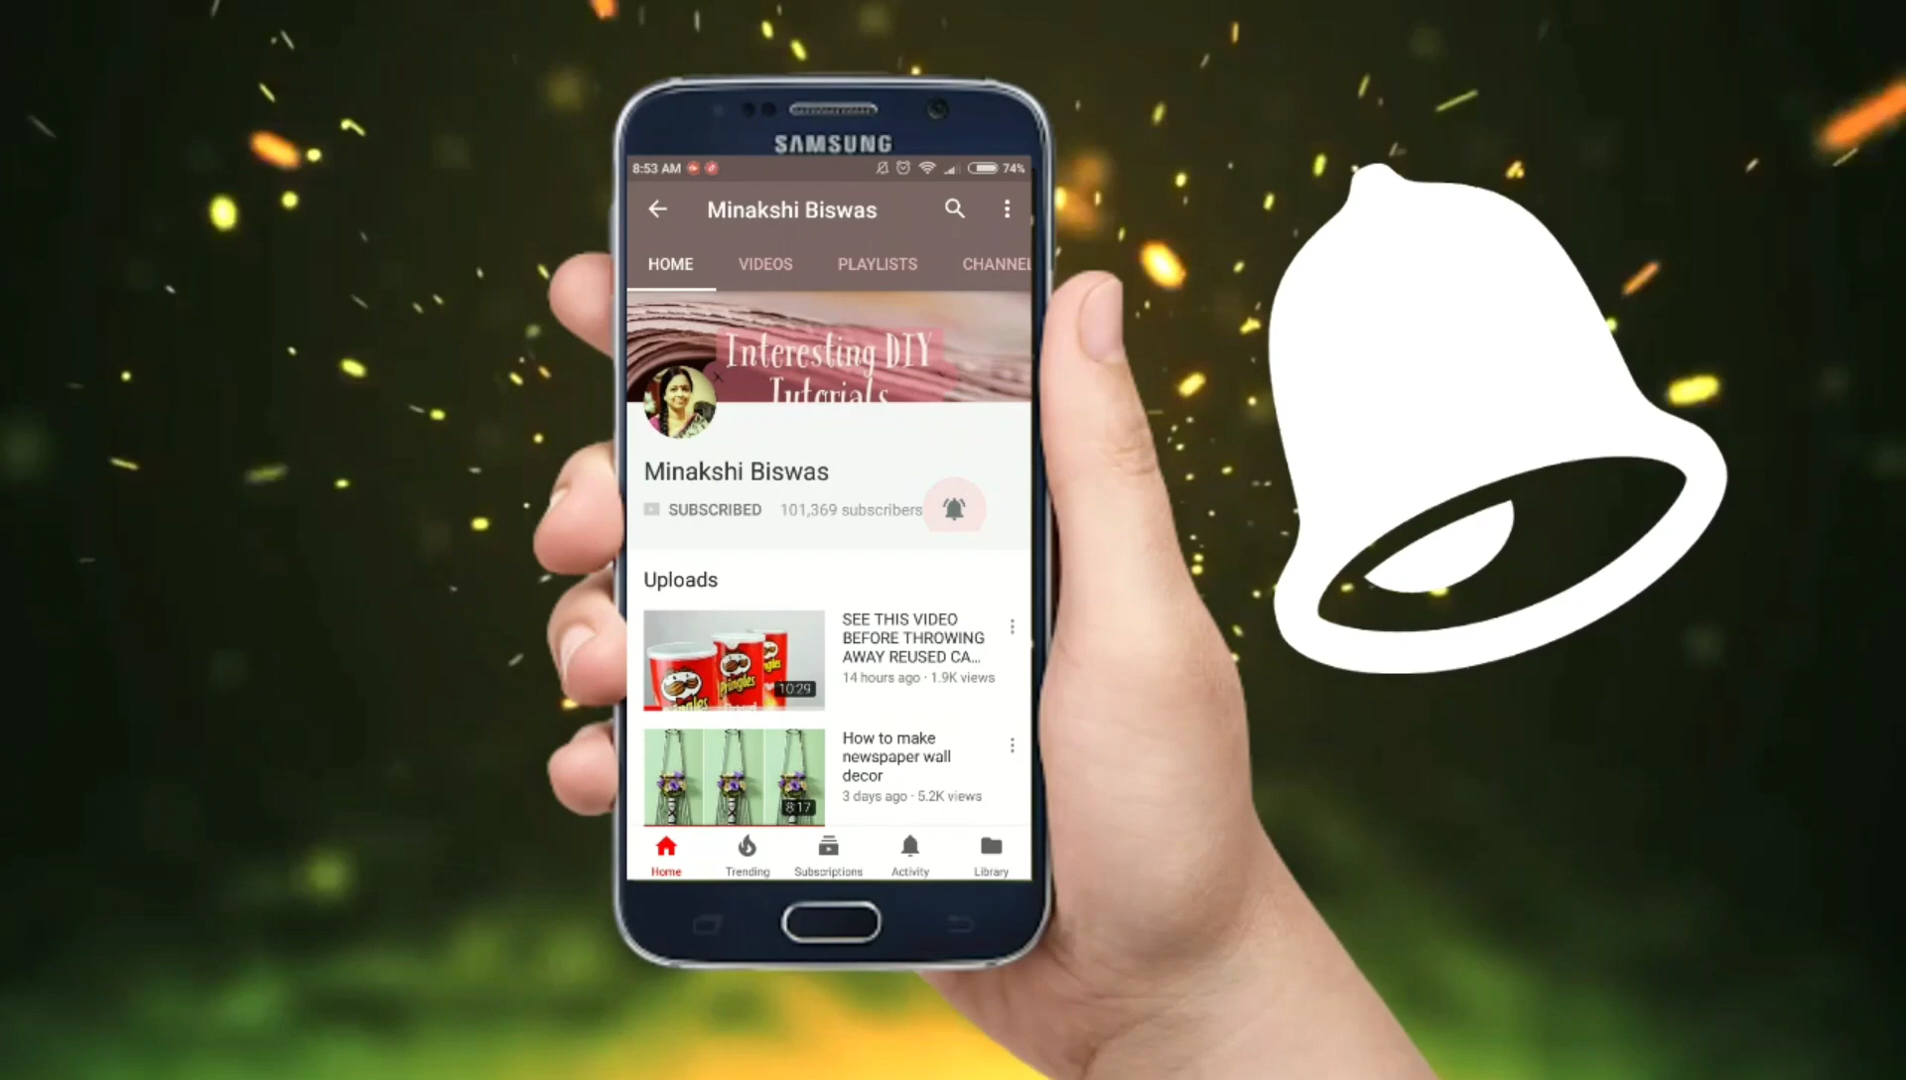 SAMSUNG
8:53 AM 74%
Minakshi Biswas
HOME VIDEOS PLAYLISTS CHANNEL
Interesting DIY
Tutorials
Minakshi Biswas
SUBSCRIBED 101,369 subscribers
Uploads
SEE THIS VIDEO
BEFORE THROWING
AWAY REUSED CA...
14 hours ago · 1.9K views
Pringles
Pringles
10:29
How to make
newspaper wall
decor
3 days ago · 5.2K views
8:17
Home Trending Subscriptions Activity Library